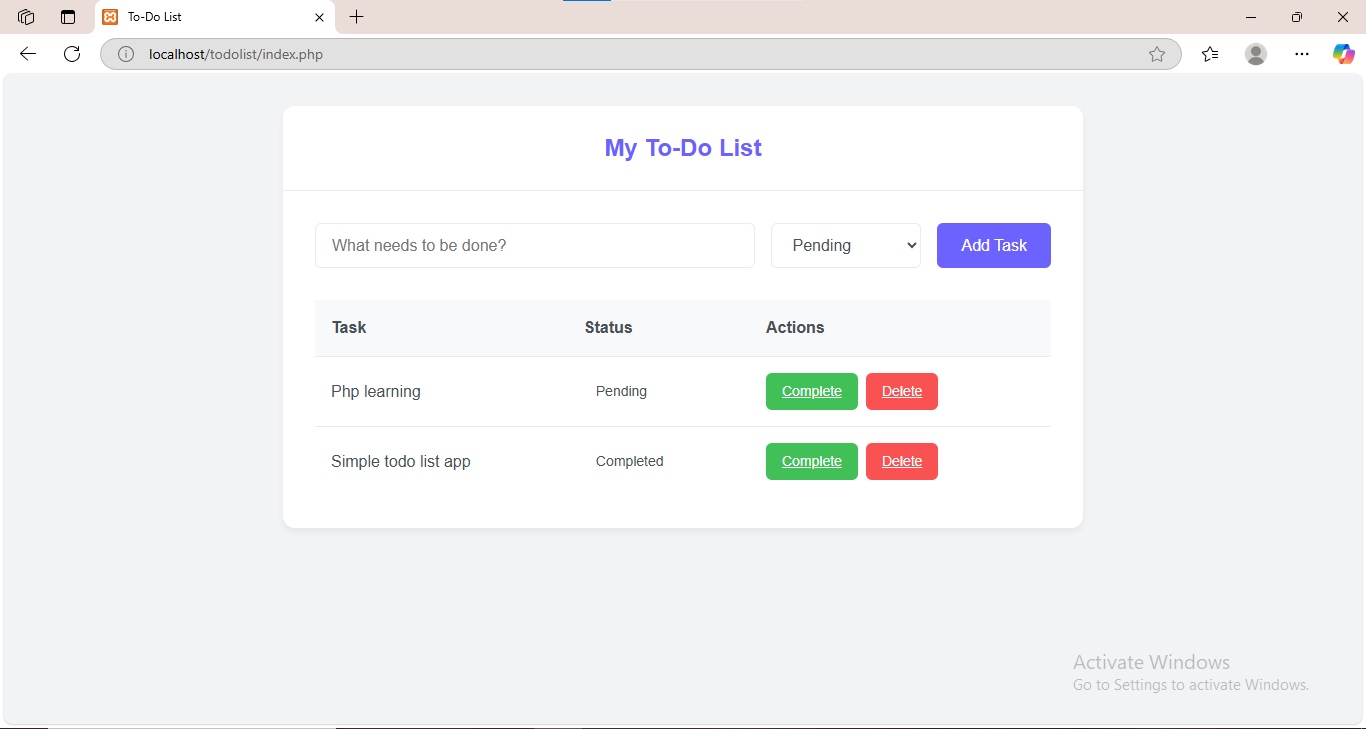 To-Do List
localhost/todolist/index.php
My To-Do List
What needs to be done? Pending Add Task
Task Status Actions
Php learning Pending Complete Delete
Simple todo list app Completed Complete Delete
Activate Windows
Go to Settings to activate Windows.